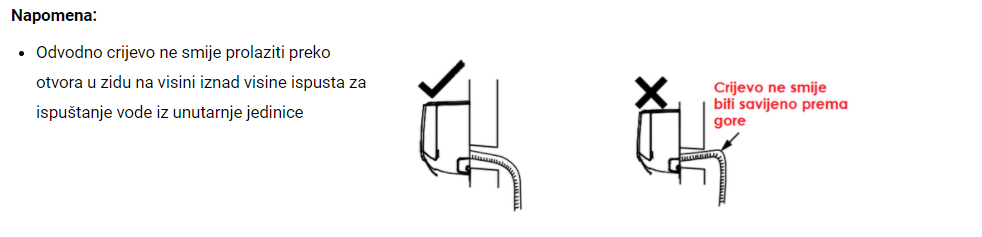 Napomena:
• Odvodno crijevo ne smije prolaziti preko
otvora u zidu na visini iznad visine ispusta za
ispuštanje vode iz unutarnje jedinice
Crijevo ne smije
biti savijeno prema
gore